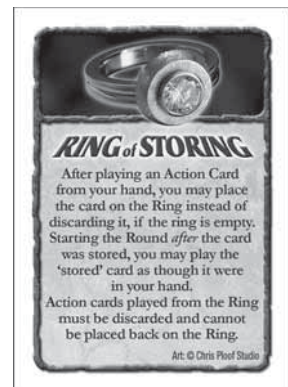 RING of STORING
After playing an Action Card
from your hand, you may place
the card on the Ring instead of
discarding it, if the ring is empty.
Starting the Round after the card
was stored, you may play the
‘stored’ card as though it were
in your hand.
Action cards played from the Ring
must be discarded and cannot
be placed back on the Ring.
Art: © Chris Ploof Studio